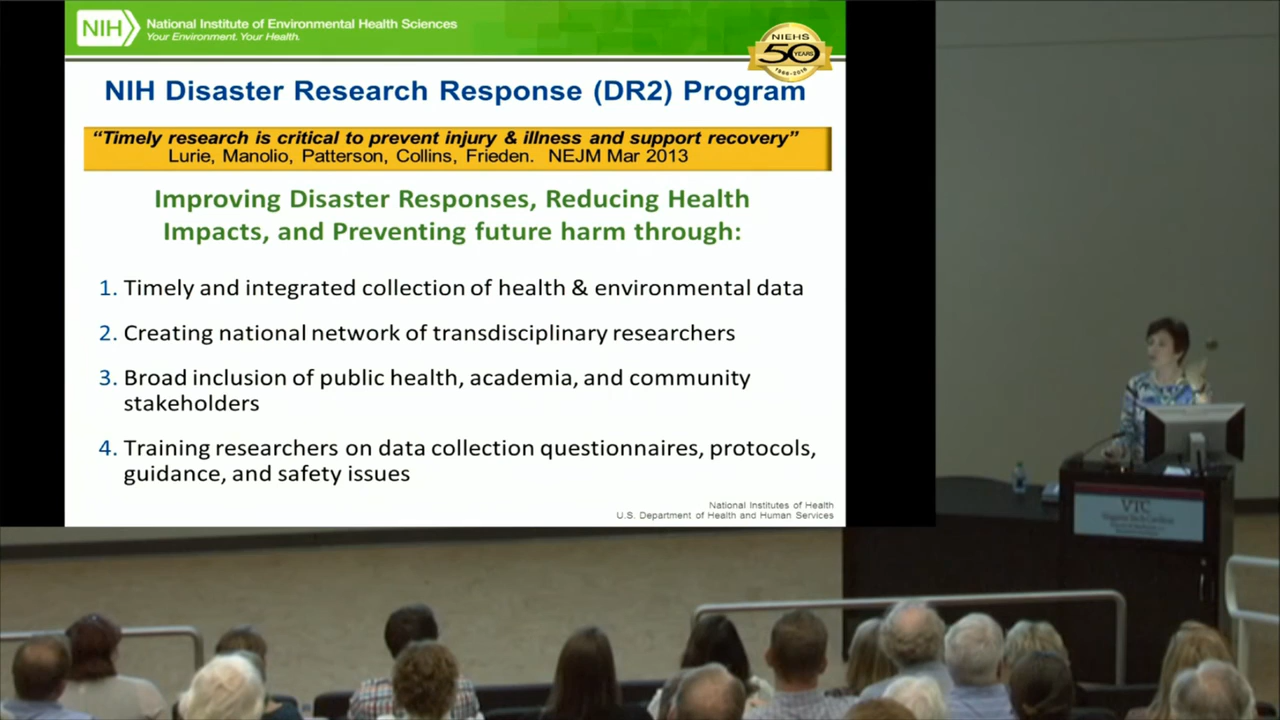 NIH
National Institute of Environmental Health Sciences
Your Environment. Your Health.
NIEHS
50
YEARS
1966-2016
NIH Disaster Research Response (DR2) Program
“Timely research is critical to prevent injury & illness and support recovery”
Lurie, Manolio, Patterson, Collins, Frieden. NEJM Mar 2013
Improving Disaster Responses, Reducing Health
Impacts, and Preventing future harm through:
1. Timely and integrated collection of health & environmental data
2. Creating national network of transdisciplinary researchers
3. Broad inclusion of public health, academia, and community
stakeholders
4. Training researchers on data collection questionnaires, protocols,
guidance, and safety issues
National Institutes of Health
U.S. Department of Health and Human Services
VTC
Virginia Tech Carilion